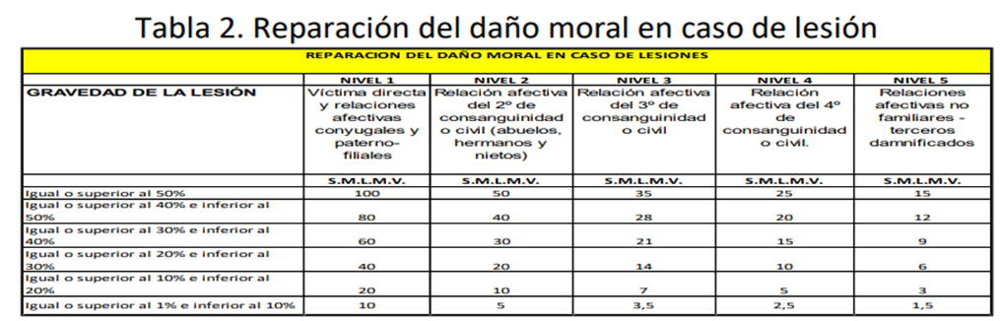 Tabla 2. Reparación del daño moral en caso de lesión
REPARACION DEL DAÑO MORAL EN CASO DE LESIONES
NIVEL 1 NIVEL 2 NIVEL 3 NIVEL 4 NIVEL 5
GRAVEDAD DE LA LESIÓN
Víctima directa
y relaciones
afectivas
conyugales y
paterno-
filiales
Relación afectiva
del 2º de
consanguinidad
o civil (abuelos,
hermanos y
nietos)
Relación afectiva
del 3º de
consanguinidad
o civil
Relación
afectiva del 4º
de
consanguinidad
o civil.
Relaciones
afectivas no
familiares -
terceros
damnificados
S.M.L.M.V. S.M.L.M.V. S.M.L.M.V. S.M.L.M.V. S.M.L.M.V.
Igual o superior al 50% 100 50 35 25 15
Igual o superior al 40% e inferior al
50% 80 40 28 20 12
Igual o superior al 30% e inferior al
40% 60 30 21 15 9
Igual o superior al 20% e inferior al
30% 40 20 14 10 6
Igual o superior al 10% e inferior al
20% 20 10 7 5 3
Igual o superior al 1% e inferior al 10% 10 5 3,5 2,5 1,5